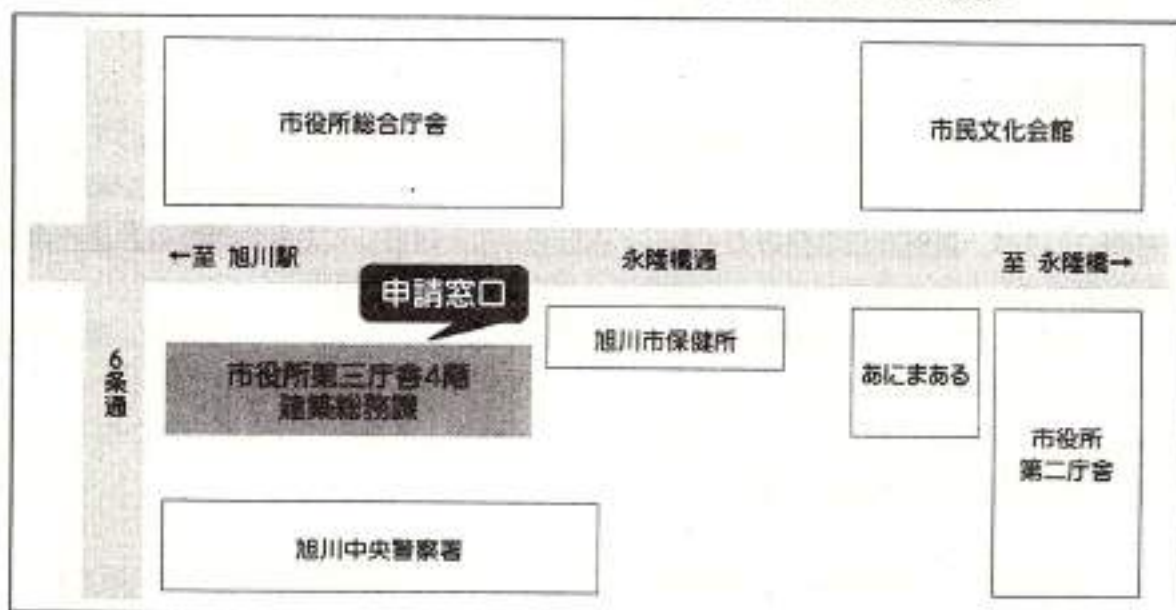 市役所総合庁舎
市民文化会館
←至 旭川駅
永隆橋通
至 永隆橋→
申請窓口
6条通
市役所第三庁舎4階
建築総務課
旭川市保健所
あにまある
市役所
第二庁舎
旭川中央警察署